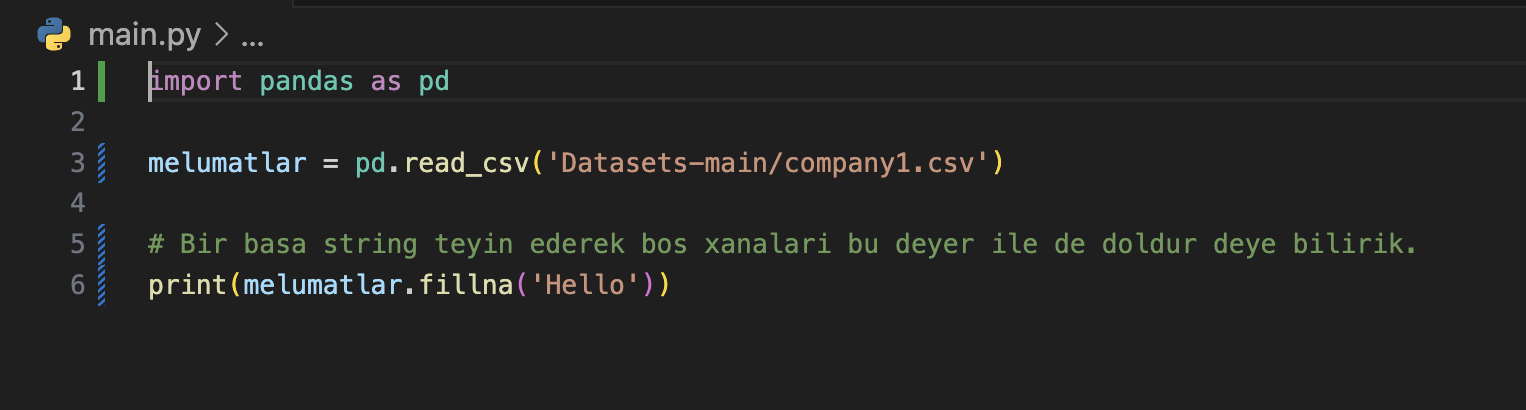 main.py > ...
1 import pandas as pd
2
3 melumatlar = pd.read_csv('Datasets-main/company1.csv')
4
5 # Bir basa string teyin ederek bos xanalari bu deyer ile de doldur deye bilirik.
6 print(melumatlar.fillna('Hello'))